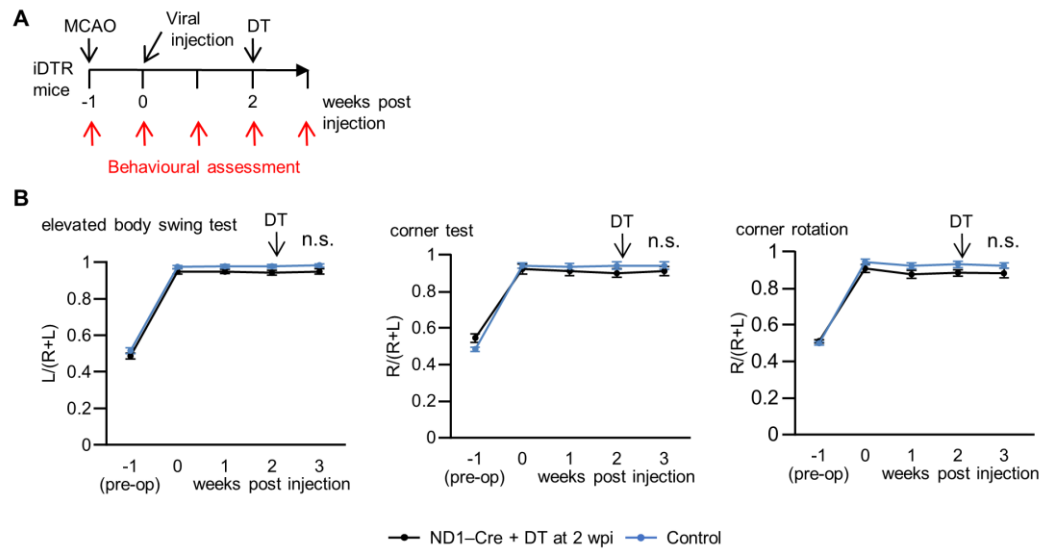 A
MCAO
Viral
injection
DT
iDTR
mice
-1
0
2
weeks post
injection
Behavioural assessment
B
elevated body swing test
DT
n.s.
L/(R+L)
1
0.8
0.6
0.4
0.2
0
-1
0
1
2
3
(pre-op)
weeks post injection
corner test
DT
n.s.
R/(R+L)
1
0.8
0.6
0.4
0.2
0
-1
0
1
2
3
(pre-op)
weeks post injection
corner rotation
DT
n.s.
R/(R+L)
1
0.8
0.6
0.4
0.2
0
-1
0
1
2
3
(pre-op)
weeks post injection
ND1–Cre + DT at 2 wpi
Control